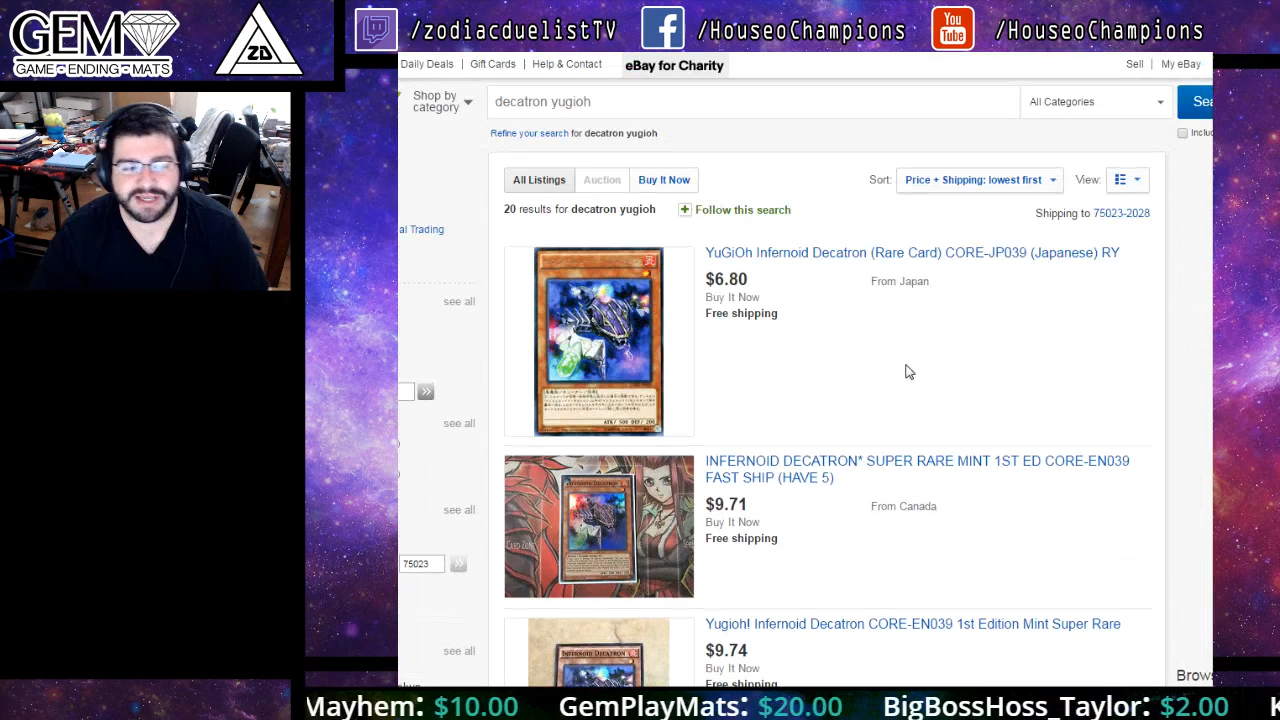 GEM
GAME - ENDING - MATS
ZD
/zodiacduelistTV
f
/HouseoChampions
You
Tube
/HouseoChampions
Daily Deals
Gift Cards
Help & Contact
eBay for Charity
Sell
My eBay
Shop by
category
decatron yugioh
All Categories
Refine your search for decatron yugioh
All Listings
Auction
Buy It Now
Sort:
Price + Shipping: lowest first
View:
20 results for decatron yugioh
Follow this search
Shipping to 75023-2028
al Trading
see all
YuGiOh Infernoid Decatron (Rare Card) CORE-JP039 (Japanese) RY
$6.80
From Japan
Buy It Now
Free shipping
see all
INFERNOID DECATRON* SUPER RARE MINT 1ST ED CORE-EN039
FAST SHIP (HAVE 5)
$9.71
From Canada
Buy It Now
Free shipping
see all
75023
Yugioh! Infernoid Decatron CORE-EN039 1st Edition Mint Super Rare
$9.74
Buy It Now
Free shipping
INFERNOID DECATRON
see all
Mayhem: $10.00 GemPlayMats: $20.00 BigBossHoss_Taylor: $2.00